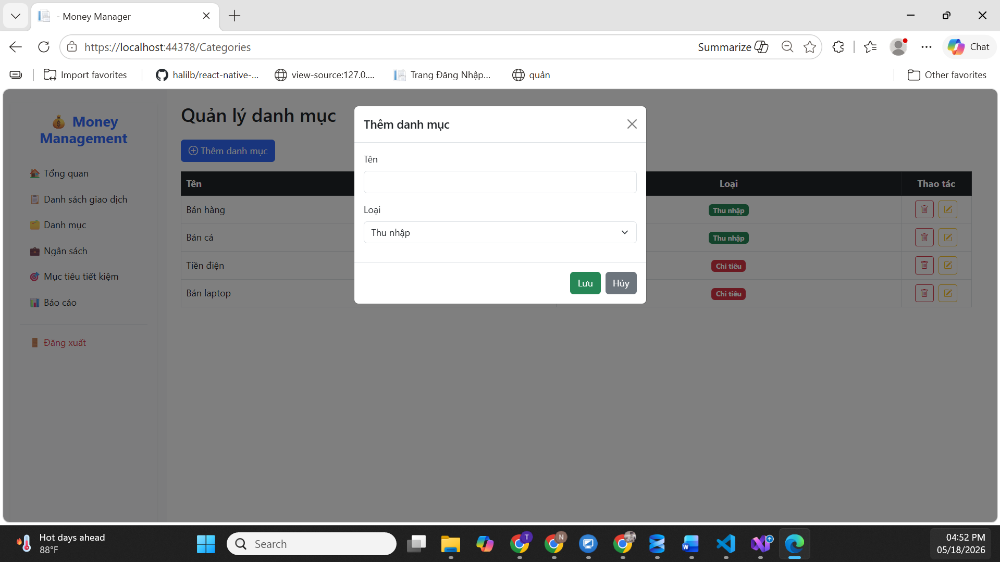 - Money Manager
https://localhost:44378/Categories
Summarize
Chat
Import favorites
halilb/react-native-...
view-source:127.0....
Trang Đăng Nhập...
quản
Other favorites
Money
Management
Tổng quan
Danh sách giao dịch
Danh mục
Ngân sách
Mục tiêu tiết kiệm
Báo cáo
Đăng xuất
Quản lý danh mục
Thêm danh mục
Tên
Loại
Thao tác
Bán hàng
Thu nhập
Bán cá
Thu nhập
Tiền điện
Chi tiêu
Bán laptop
Chi tiêu
Thêm danh mục
Tên
Loại
Thu nhập
Lưu
Hủy
Hot days ahead
88°F
Search
T
N
W
04:52 PM
05/18/2026